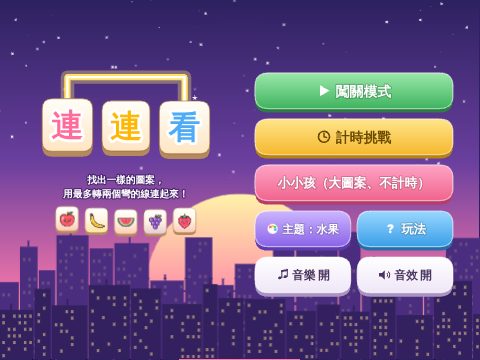 連連看
找出一樣的圖案，
用最多轉兩個彎的線連起來！
闖關模式
計時挑戰
小小孩（大圖案、不計時）
主題：水果
? 玩法
音樂 開
音效 開